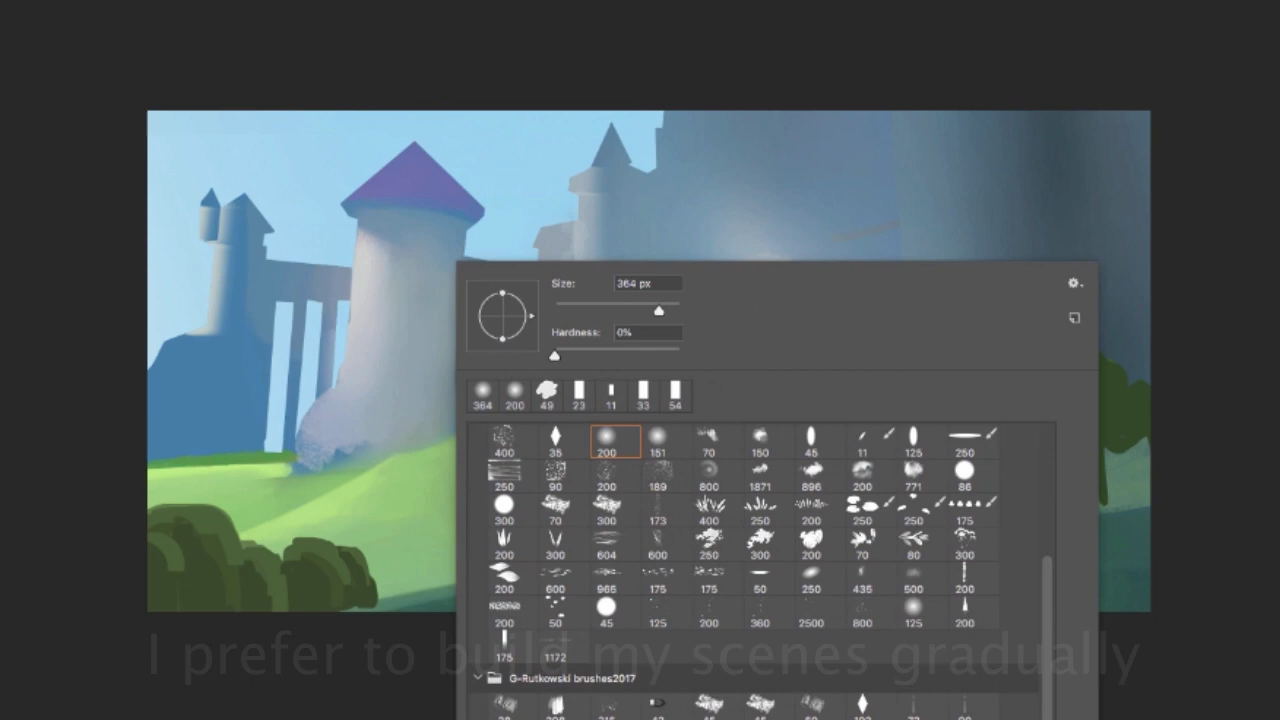 Size: 364 px
Hardness: 0%
364 200 49 23 11 33 54
400 35 200 151 70 150 45 11 125 250
250 90 200 189 800 1871 896 200 771 86
300 70 300 173 400 250 200 250 250 175
200 300 604 600 250 300 200 70 80 300
200 600 965 175 175 50 250 435 500 200
200 50 45 125 200 360 2500 800 125 200
175 1172
I prefer to build my scenes gradually
G-Rutkowski brushes2017